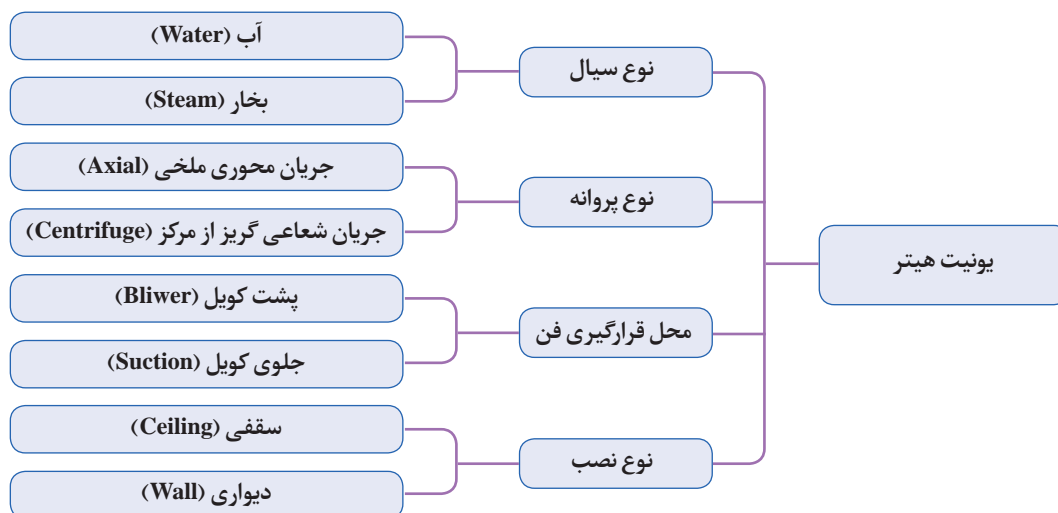 یونیت هیتر
نوع سیال
آب (Water)
بخار (Steam)
نوع پروانه
جریان محوری ملخی (Axial)
جریان شعاعی گریز از مرکز (Centrifuge)
محل قرارگیری فن
پشت کویل (Bliwer)
جلوی کویل (Suction)
نوع نصب
سقفی (Ceiling)
دیواری (Wall)